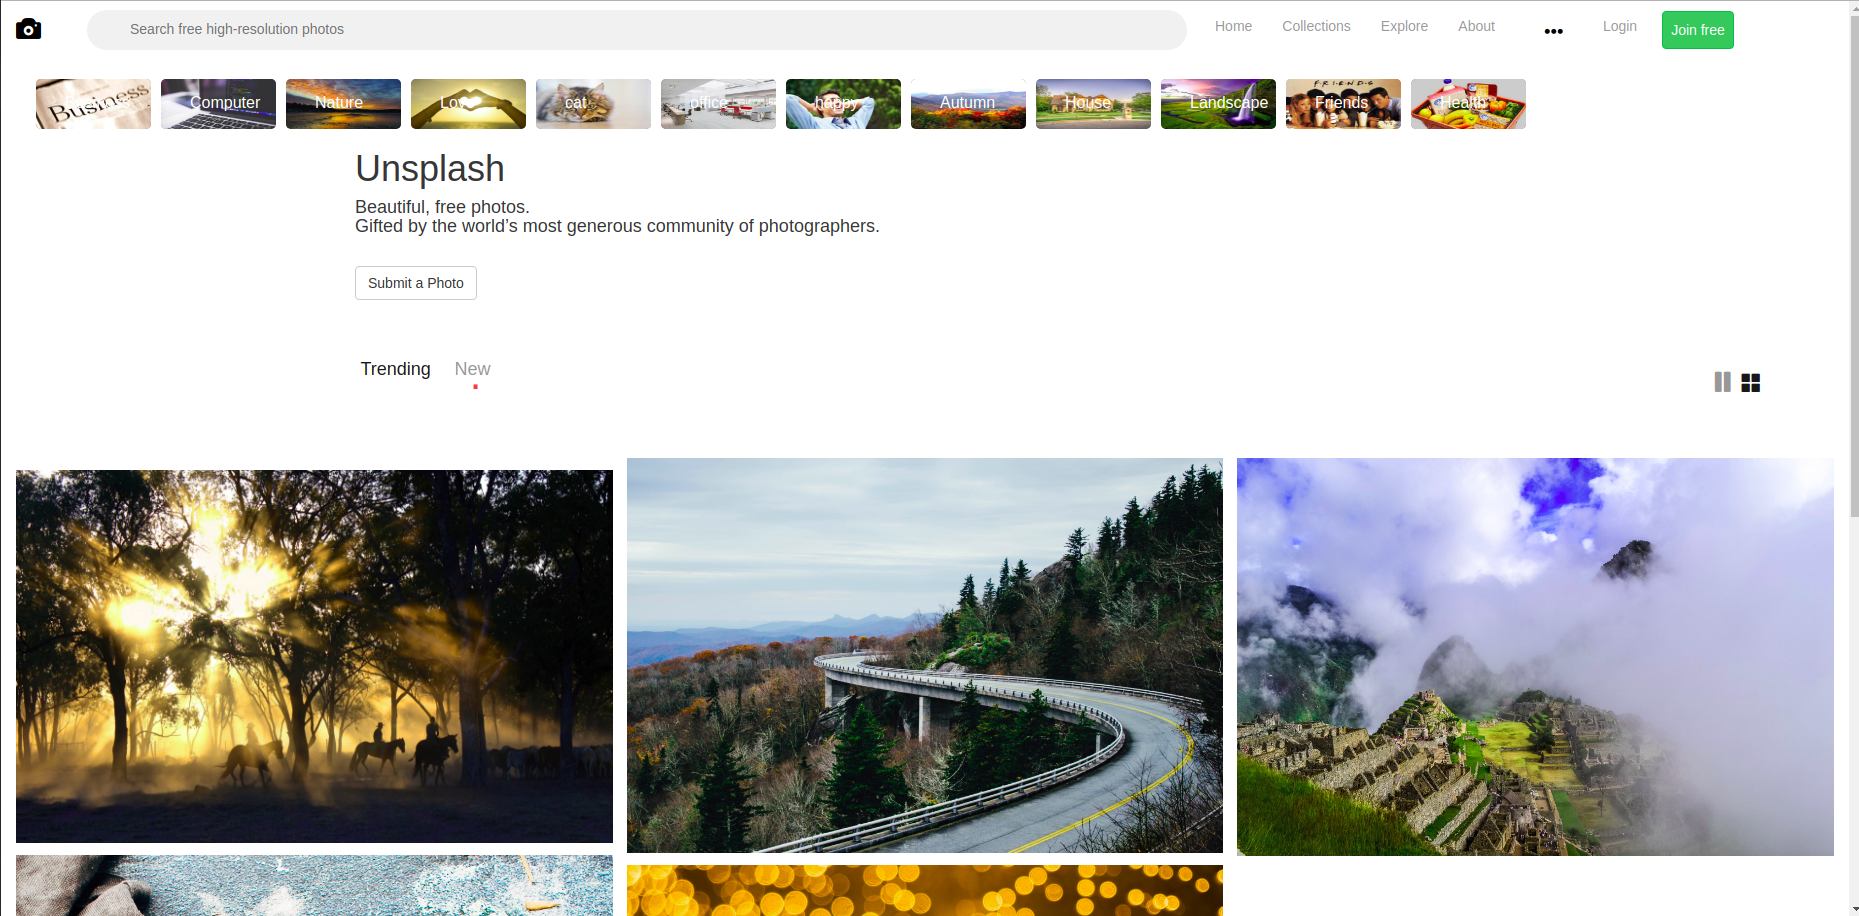 Search free high-resolution photos
Home
Collections
Explore
About
•••
Login
Join free
Business
Computer
Nature
Love
cat
office
happy
Autumn
House
Landscape
F·R·I·E·N·D·S
Friends
Health
Unsplash
Beautiful, free photos.
Gifted by the world’s most generous community of photographers.
Submit a Photo
Trending
New